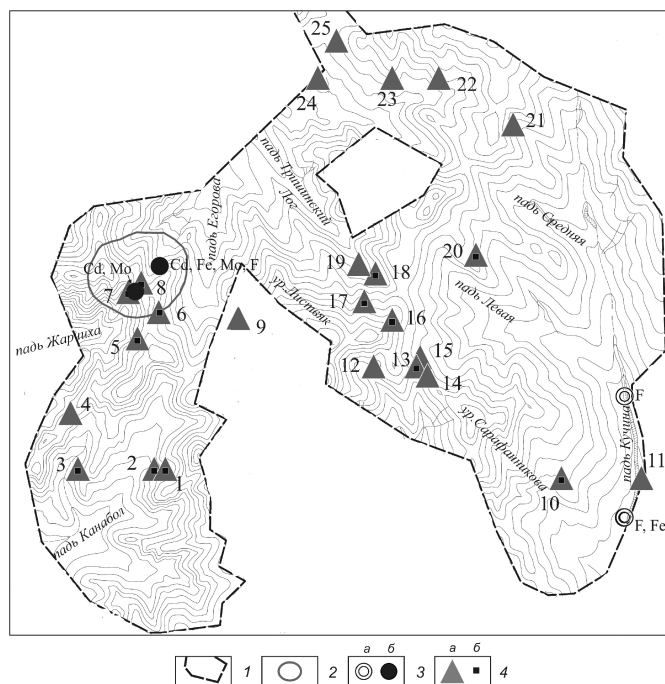 25
24
23
22
21
падь Тришинский
Лог
падь Егорова
падь Средняя
Cd, Mo
Cd, Fe, Mo, F
7
8
6
5
9
19
18
20
17
16
ур. Листвяк
падь Левая
падь Жарчиха
12
13
15
14
4
3
2
1
ур. Сарафанникова
F
падь Кучина
11
10
F, Fe
падь Канабол
1
2
а
б
3
а
б
4